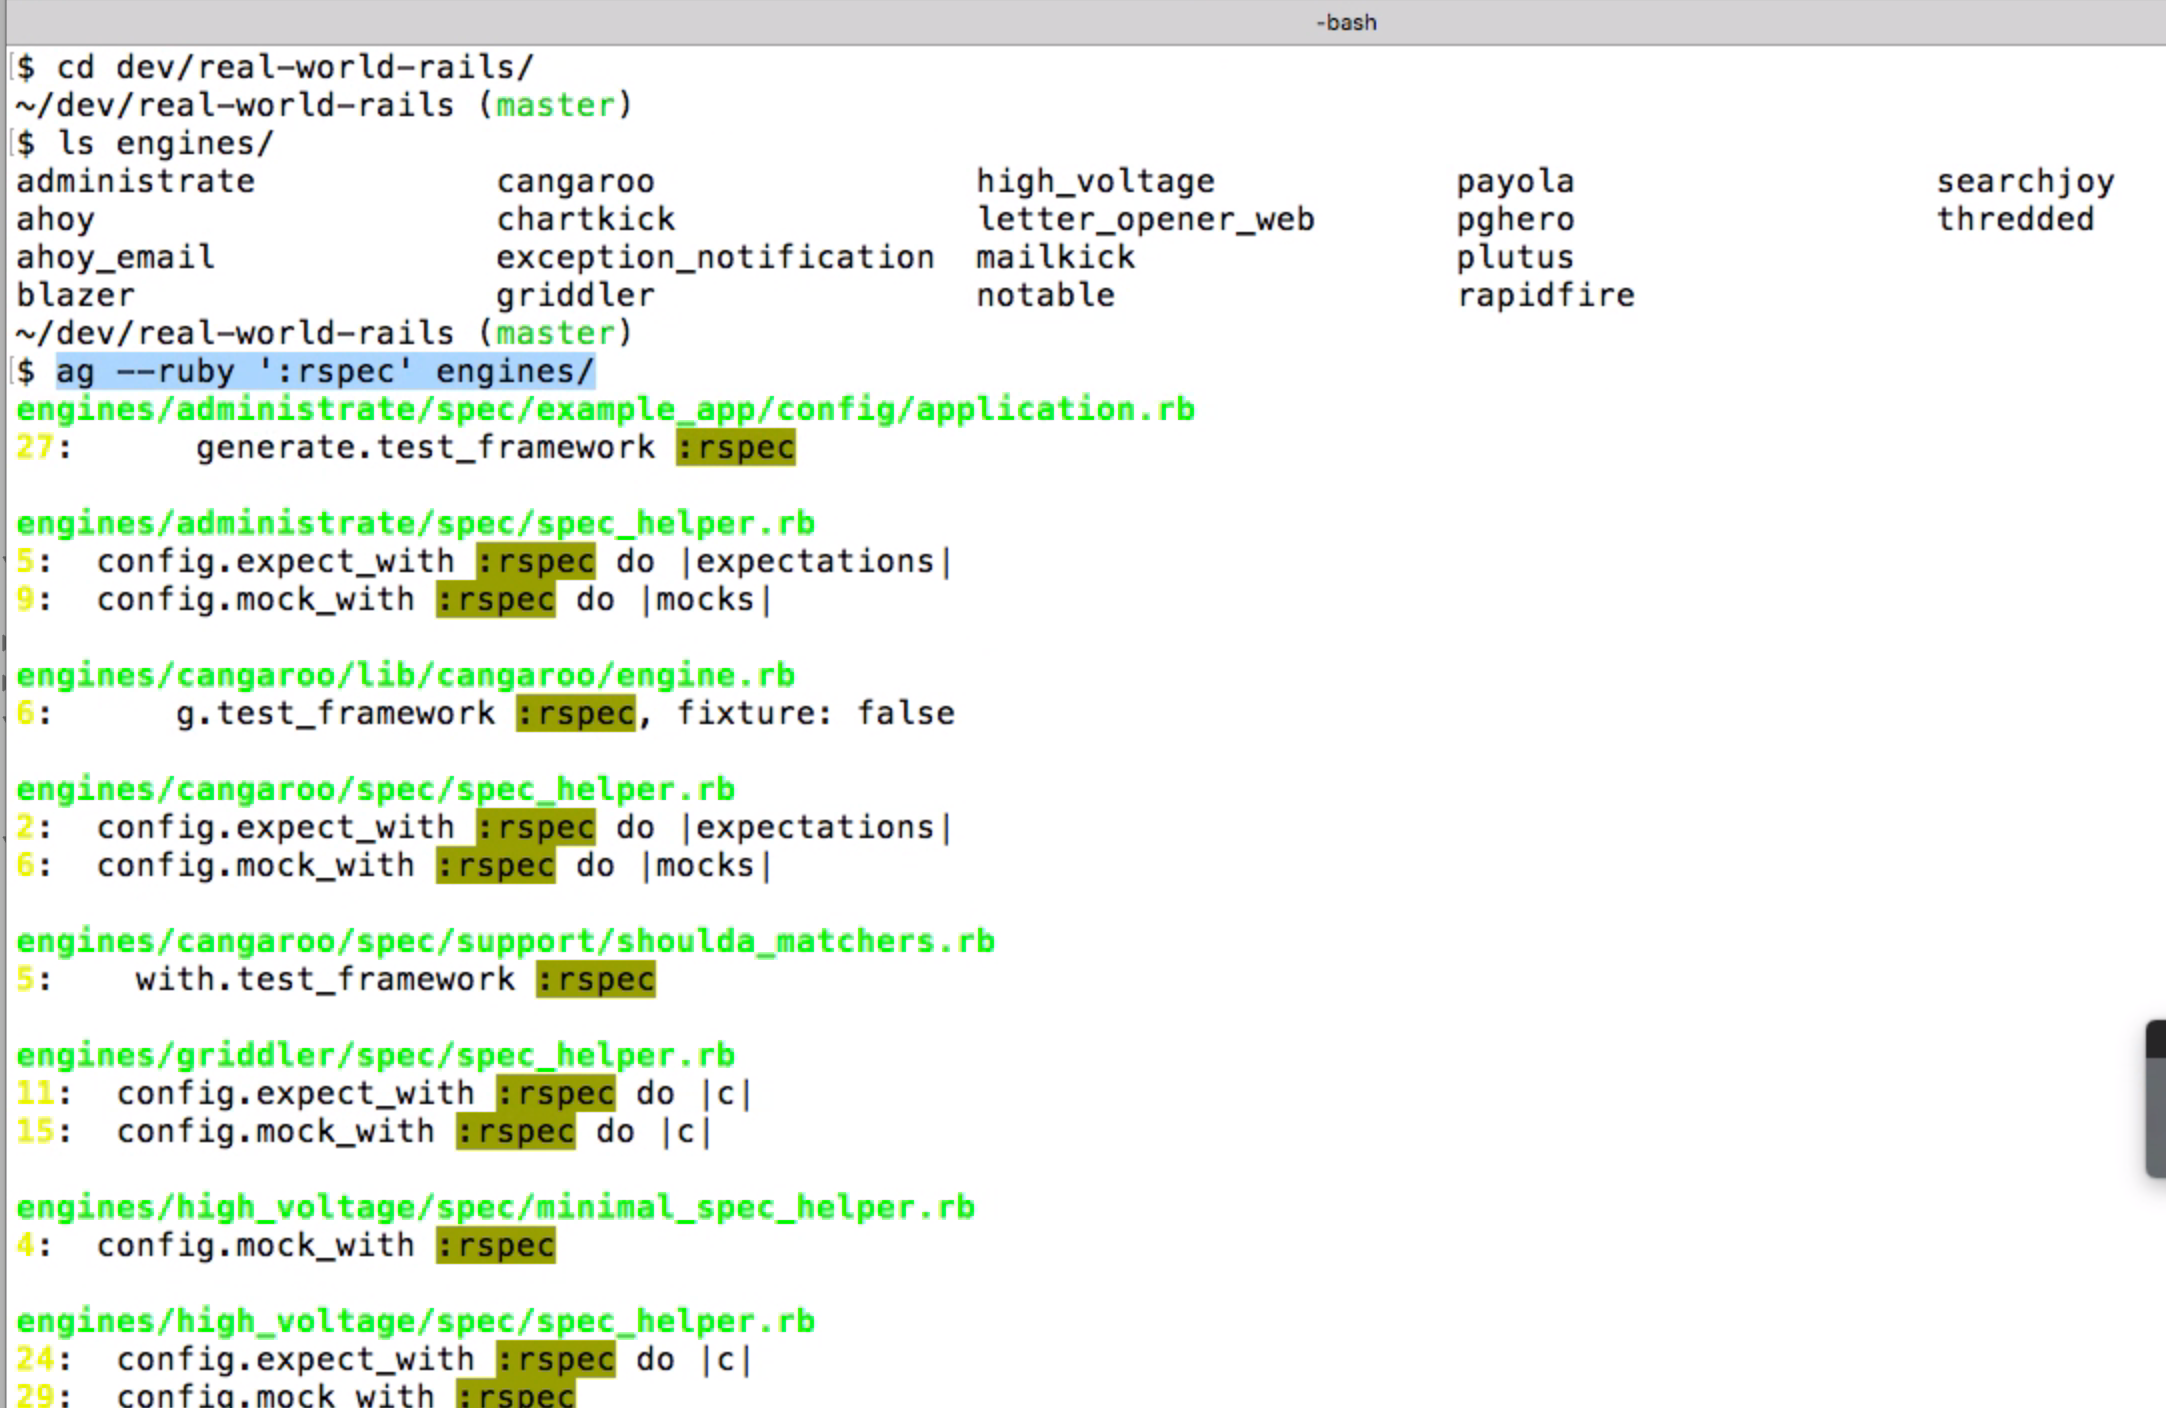 -bash
$ cd dev/real-world-rails/
~/dev/real-world-rails (master)
$ ls engines/
administrate cangaroo high_voltage payola searchjoy
ahoy chartkick letter_opener_web pghero thredded
ahoy_email exception_notification mailkick plutus
blazer griddler notable rapidfire
~/dev/real-world-rails (master)
$ ag --ruby ':rspec' engines/
engines/administrate/spec/example_app/config/application.rb
27:      generate.test_framework :rspec
engines/administrate/spec/spec_helper.rb
5:  config.expect_with :rspec do |expectations|
9:  config.mock_with :rspec do |mocks|
engines/cangaroo/lib/cangaroo/engine.rb
6:      g.test_framework :rspec, fixture: false
engines/cangaroo/spec/spec_helper.rb
2:  config.expect_with :rspec do |expectations|
6:  config.mock_with :rspec do |mocks|
engines/cangaroo/spec/support/shoulda_matchers.rb
5:    with.test_framework :rspec
engines/griddler/spec/spec_helper.rb
11:  config.expect_with :rspec do |c|
15:  config.mock_with :rspec do |c|
engines/high_voltage/spec/minimal_spec_helper.rb
4:  config.mock_with :rspec
engines/high_voltage/spec/spec_helper.rb
24:  config.expect_with :rspec do |c|
29:  config.mock_with :rspec